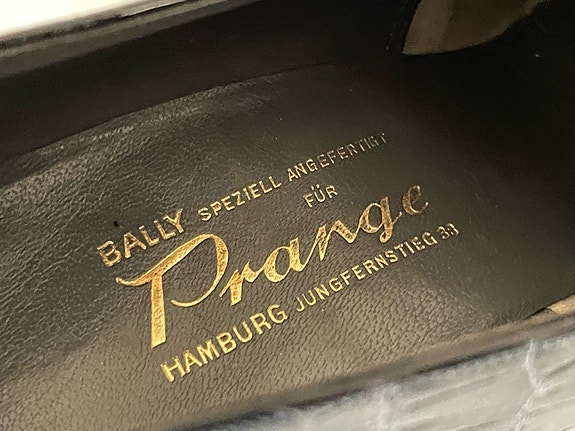 BALLY SPEZIELL ANGEFERTIGT
FÜR
Prange
HAMBURG JUNGFERNSTIEG 38